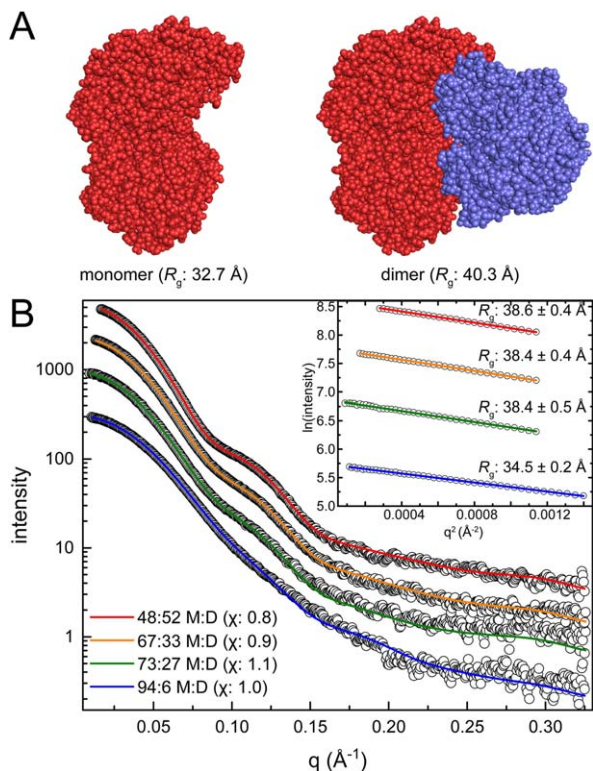 A
monomer (Rg: 32.7 Å)
dimer (Rg: 40.3 Å)
B
intensity
1000
100
10
1
0.05
0.10
0.15
0.20
0.25
0.30
q (Å-1)
48:52 M:D (χ: 0.8)
67:33 M:D (χ: 0.9)
73:27 M:D (χ: 1.1)
94:6 M:D (χ: 1.0)
ln(intensity)
8.5
8.0
7.5
7.0
6.5
6.0
5.5
5.0
Rg: 38.6 ± 0.4 Å
Rg: 38.4 ± 0.4 Å
Rg: 38.4 ± 0.5 Å
Rg: 34.5 ± 0.2 Å
0.0004
0.0008
0.0012
q2 (Å-2)